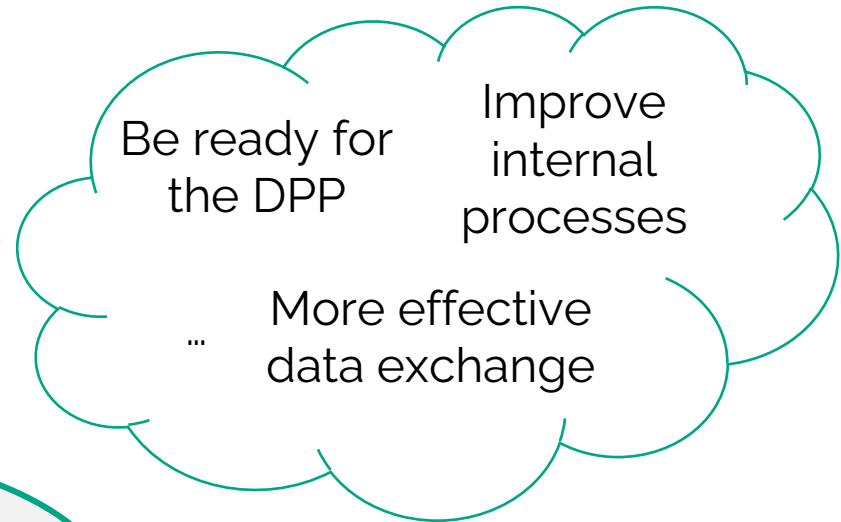 Be ready for
the DPP
Improve
internal
processes
...
More effective
data exchange